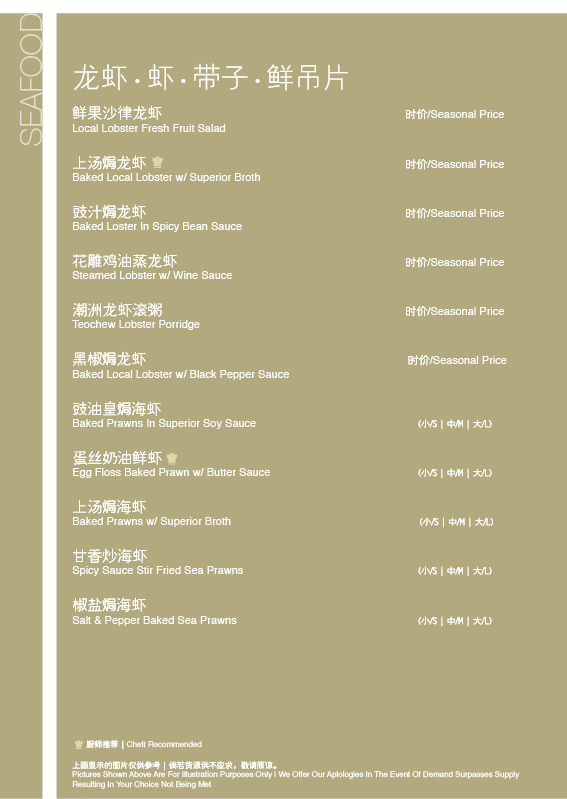 SEAFOOD
龙虾·虾·带子·鲜吊片
鲜果沙律龙虾 时价/Seasonal Price
Local Lobster Fresh Fruit Salad
上汤焗龙虾 时价/Seasonal Price
Baked Local Lobster w/ Superior Broth
豉汁焗龙虾 时价/Seasonal Price
Baked Loster In Spicy Bean Sauce
花雕鸡油蒸龙虾 时价/Seasonal Price
Steamed Lobster w/ Wine Sauce
潮洲龙虾滚粥 时价/Seasonal Price
Teochew Lobster Porridge
黑椒焗龙虾 时价/Seasonal Price
Baked Local Lobster w/ Black Pepper Sauce
豉油皇焗海虾
Baked Prawns In Superior Soy Sauce (小/S | 中/M | 大/L)
蛋丝奶油鲜虾
Egg Floss Baked Prawn w/ Butter Sauce (小/S | 中/M | 大/L)
上汤焗海虾
Baked Prawns w/ Superior Broth (小/S | 中/M | 大/L)
甘香炒海虾
Spicy Sauce Stir Fried Sea Prawns (小/S | 中/M | 大/L)
椒盐焗海虾
Salt & Pepper Baked Sea Prawns (小/S | 中/M | 大/L)
厨师推荐 | Cheft Recommended
上面显示的图片仅供参考 | 倘若货源供不应求，敬请原谅。
Pictures Shown Above Are For Illustration Purposes Only | We Offer Our Aplologies In The Event Of Demand Surpasses Supply
Resulting In Your Choice Not Being Met